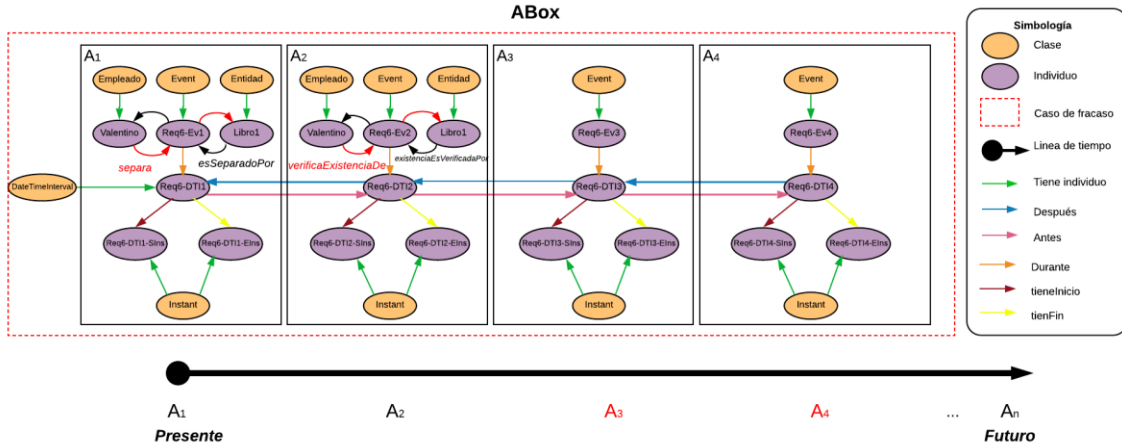 ABox
A1
A2
A3
A4
Empleado
Event
Entidad
Empleado
Event
Entidad
Event
Event
Valentino
Req6-Ev1
Libro1
Valentino
Req6-Ev2
Libro1
Req6-Ev3
Req6-Ev4
separa
esSeparadoPor
verificaExistenciaDe
existenciaEsVerificadaPor
DateTimeInterval
Req6-DTI1
Req6-DTI2
Req6-DTI3
Req6-DTI4
Req6-DTI1-SIns
Req6-DTI1-EIns
Req6-DTI2-SIns
Req6-DTI2-EIns
Req6-DTI3-SIns
Req6-DTI3-EIns
Req6-DTI4-SIns
Req6-DTI4-EIns
Instant
Instant
Instant
Instant
Simbología
Clase
Individuo
Caso de fracaso
Linea de tiempo
Tiene individuo
Después
Antes
Durante
tieneInicio
tienFin
A1
A2
A3
A4
...
An
Presente
Futuro